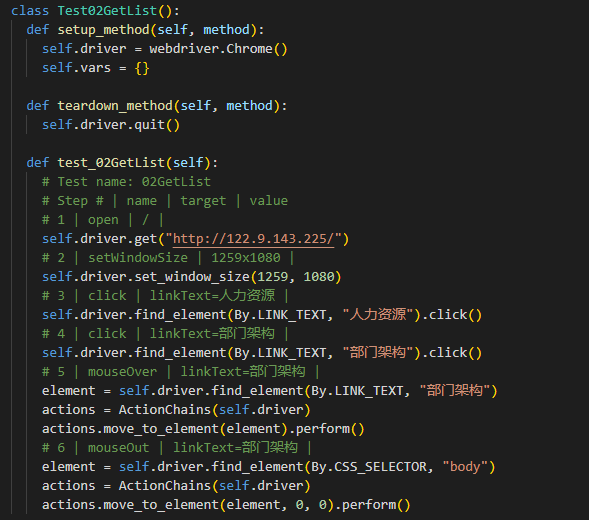 class Test02GetList():
  def setup_method(self, method):
    self.driver = webdriver.Chrome()
    self.vars = {}

  def teardown_method(self, method):
    self.driver.quit()

  def test_02GetList(self):
    # Test name: 02GetList
    # Step # | name | target | value
    # 1 | open | / |
    self.driver.get("http://122.9.143.225/")
    # 2 | setWindowSize | 1259x1080 |
    self.driver.set_window_size(1259, 1080)
    # 3 | click | linkText=人力资源 |
    self.driver.find_element(By.LINK_TEXT, "人力资源").click()
    # 4 | click | linkText=部门架构 |
    self.driver.find_element(By.LINK_TEXT, "部门架构").click()
    # 5 | mouseOver | linkText=部门架构 |
    element = self.driver.find_element(By.LINK_TEXT, "部门架构")
    actions = ActionChains(self.driver)
    actions.move_to_element(element).perform()
    # 6 | mouseOut | linkText=部门架构 |
    element = self.driver.find_element(By.CSS_SELECTOR, "body")
    actions = ActionChains(self.driver)
    actions.move_to_element(element, 0, 0).perform()